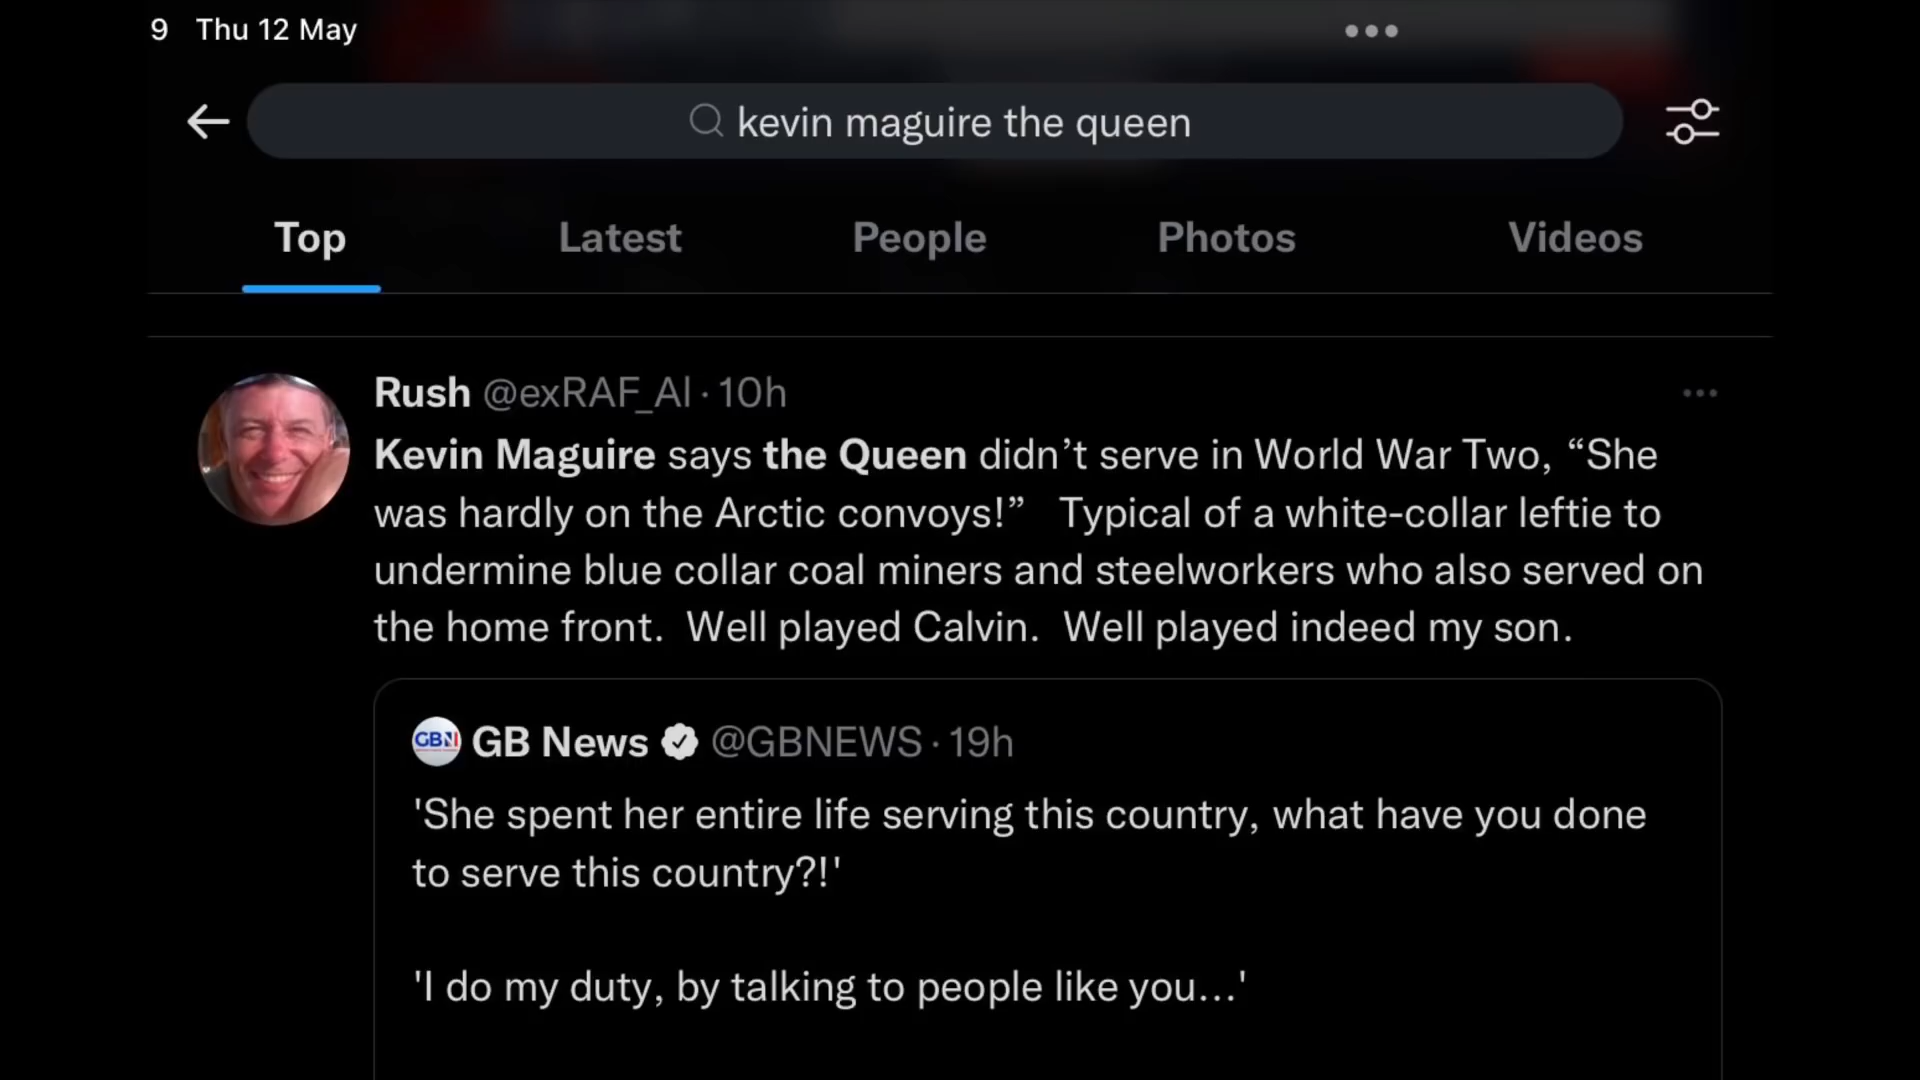 9 Thu 12 May
kevin maguire the queen
Top Latest People Photos Videos
Rush @exRAF_Al · 10h
Kevin Maguire says the Queen didn’t serve in World War Two, “She
was hardly on the Arctic convoys!”   Typical of a white-collar leftie to
undermine blue collar coal miners and steelworkers who also served on
the home front.  Well played Calvin.  Well played indeed my son.
GBN GB News @GBNEWS · 19h
'She spent her entire life serving this country, what have you done
to serve this country?!'
'I do my duty, by talking to people like you...'